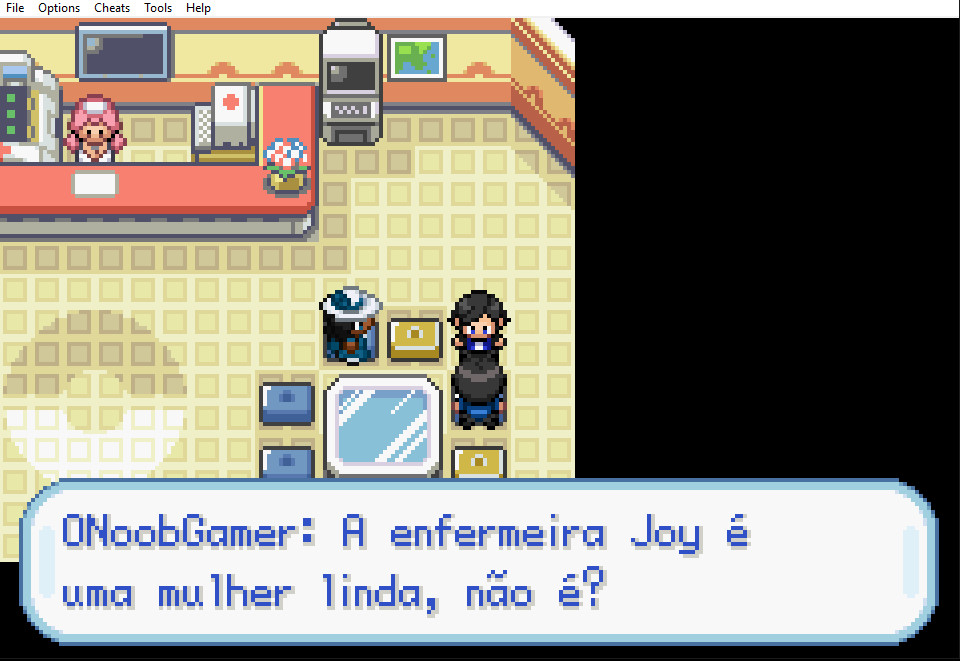 File Options Cheats Tools Help
ONoobGamer: A enfermeira Joy é
uma mulher linda, não é?